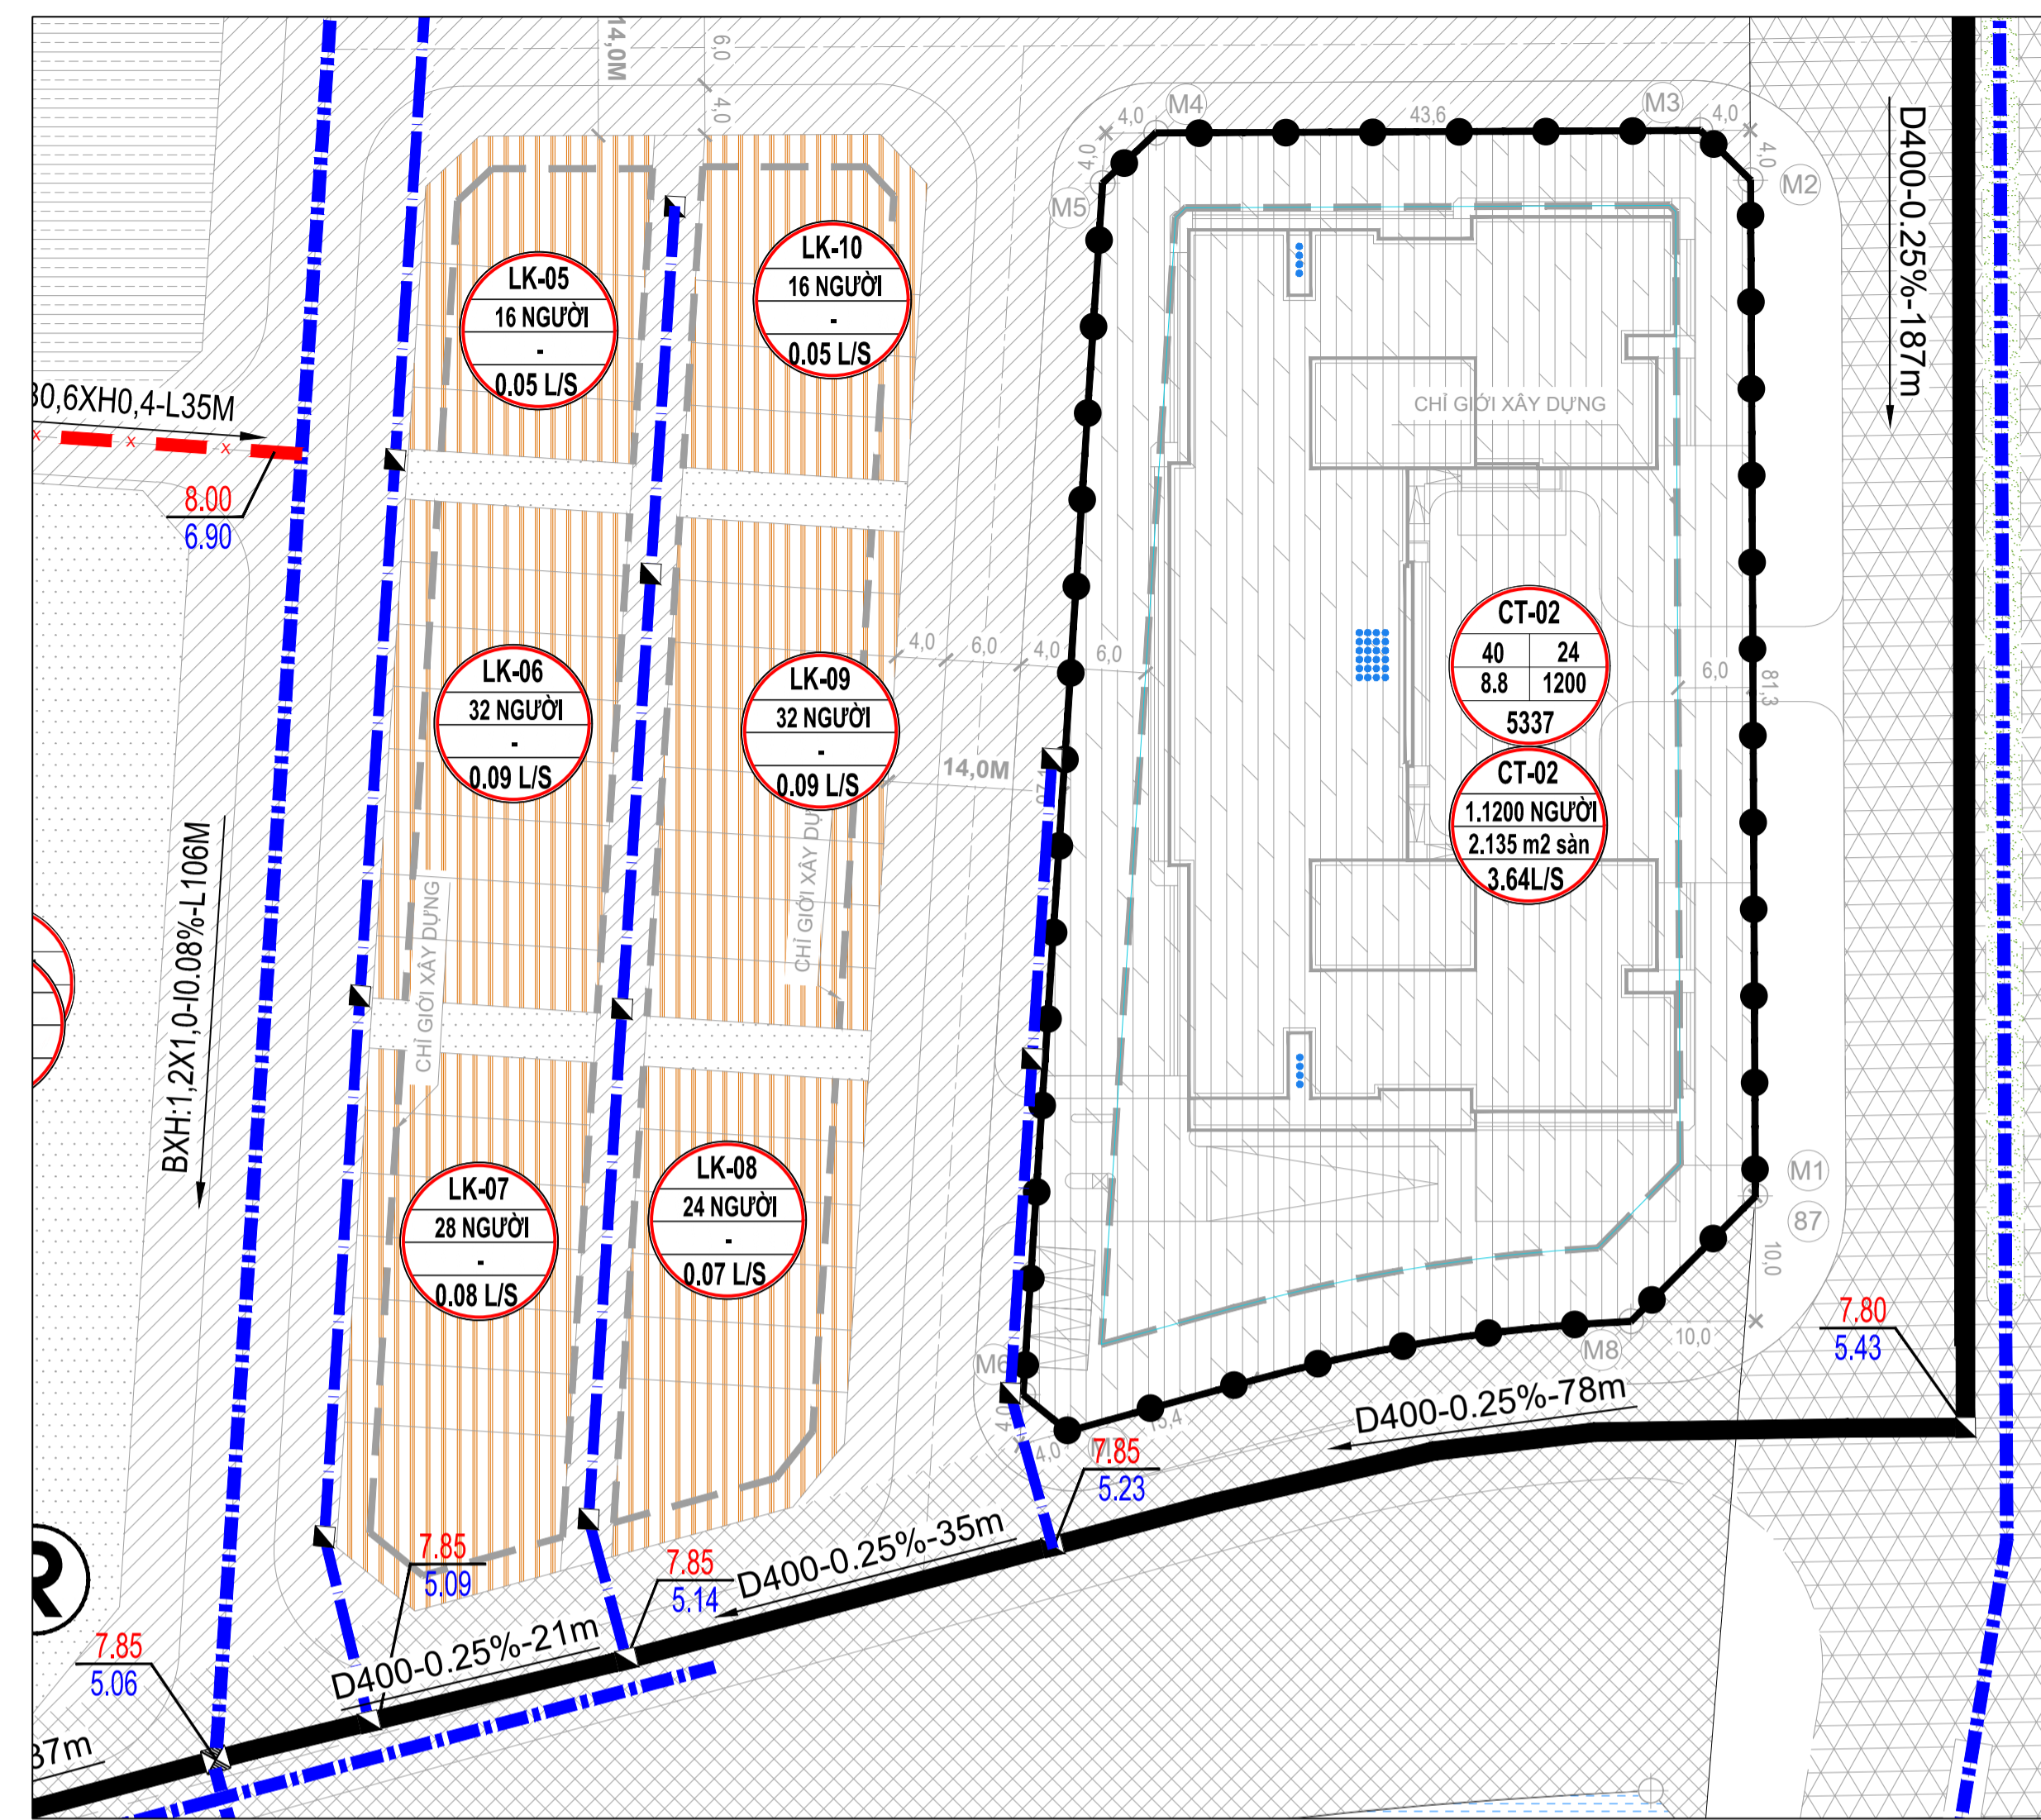 14,0M
6,0
4,0
4,0
M4
43,6
M3
4,0
4,0
4,0
M5
M2
D400-0.25%-187m
LK-10
16 NGƯỜI
-
0.05 L/S
LK-05
16 NGƯỜI
-
0.05 L/S
30,6XH0,4-L35M
8.00
6.90
CHỈ GIỚI XÂY DỰNG
CT-02
40 24
8.8 1200
5337
CT-02
1.1200 NGƯỜI
2.135 m2 sàn
3.64L/S
LK-06
32 NGƯỜI
-
0.09 L/S
LK-09
32 NGƯỜI
-
0.09 L/S
4,0
6,0
4,0
6,0
6,0
81,3
14,0M
CHỈ GIỚI XÂY DỰ
CHỈ GIỚI XÂY DỰNG
BXH:1,2X1,0-I0.08%-L106M
LK-07
28 NGƯỜI
-
0.08 L/S
LK-08
24 NGƯỜI
-
0.07 L/S
M1
87
10,0
10,0
M8
M6
4,0
4,0
7.80
5.43
D400-0.25%-78m
7.85
5.23
D400-0.25%-35m
7.85
5.14
7.85
5.09
D400-0.25%-21m
7.85
5.06
37m
R